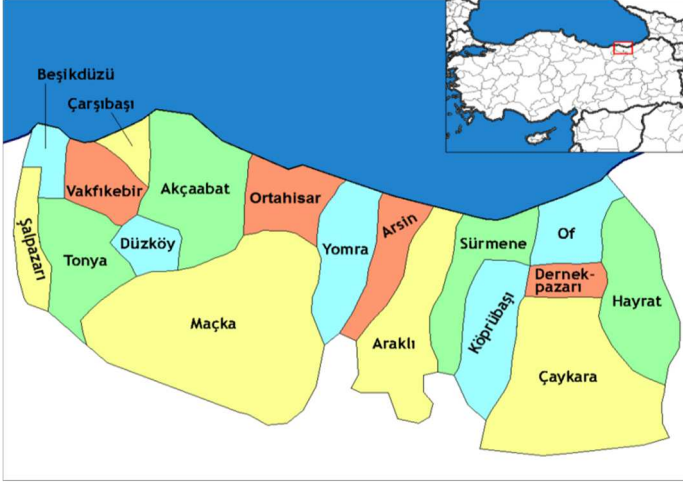 Beşikdüzü
Çarşıbaşı
Vakfıkebir
Akçaabat
Ortahisar
Şalpazarı
Tonya
Düzköy
Yomra
Arsin
Sürmene
Of
Dernek-
pazarı
Hayrat
Maçka
Araklı
Köprübaşı
Çaykara